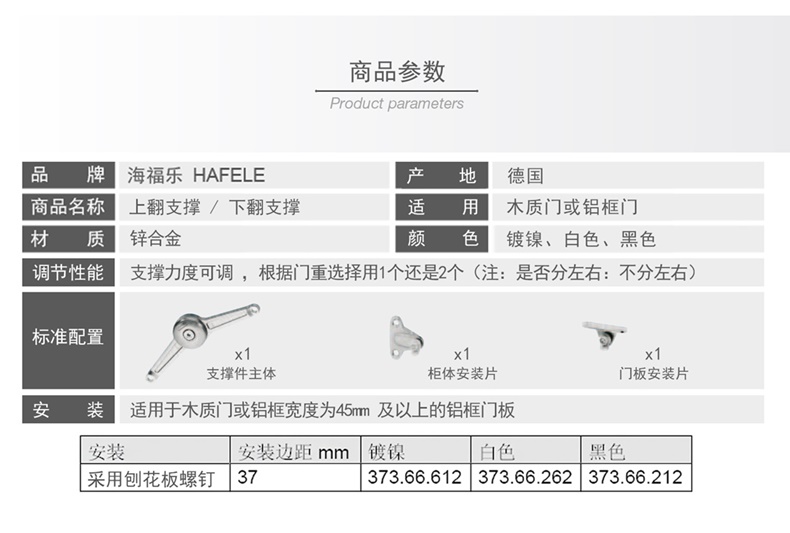 商品参数
Product parameters
品 牌 海福乐 HAFELE 产 地 德国
商品名称 上翻支撑 / 下翻支撑 适 用 木质门或铝框门
材 质 锌合金 颜 色 镀镍、白色、黑色
调节性能 支撑力度可调 ，根据门重选择用1个还是2个（注：是否分左右：不分左右）
标准配置
x1 x1 x1
支撑件主体 柜体安装片 门板安装片
安 装 适用于木质门或铝框宽度为45mm 及以上的铝框门板
安装 安装边距 mm 镀镍 白色 黑色
采用刨花板螺钉 37 373.66.612 373.66.262 373.66.212